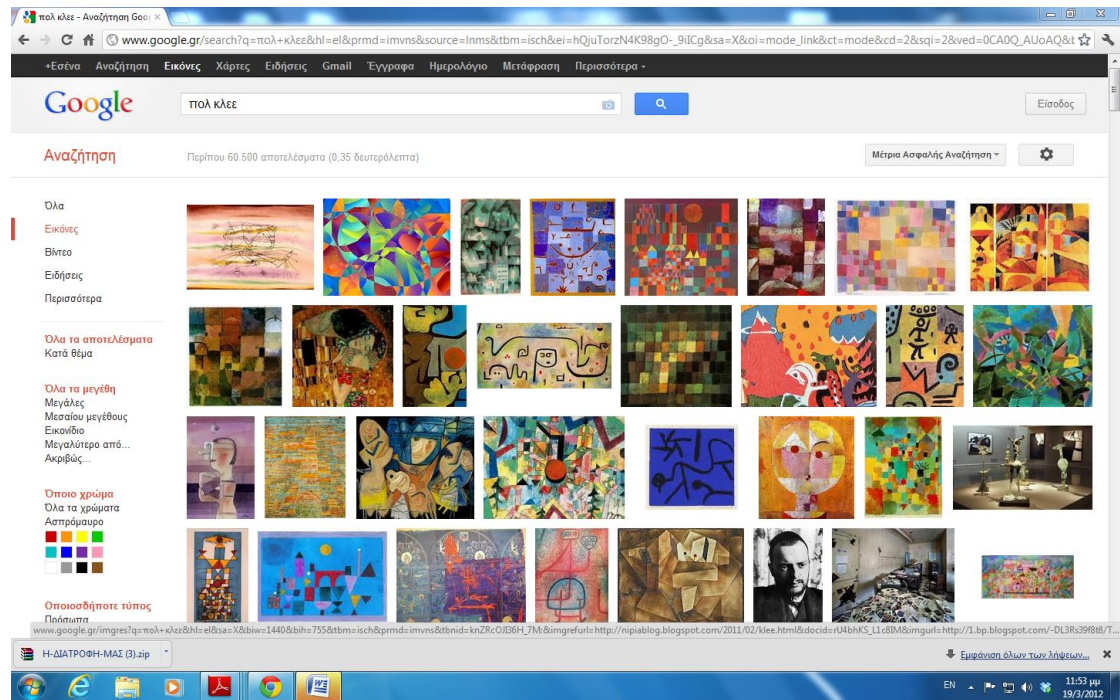 πολ κλεε - Αναζήτηση Goog
www.google.gr/search?q=πολ+κλεε&hl=el&prmd=imvns&source=lnms&tbm=isch&ei=hQjuTorzN4K98gO-_9iICg&sa=X&oi=mode_link&ct=mode&cd=2&sqi=2&ved=0CA0Q_AUoAQ&b
+Εσένα Αναζήτηση Εικόνες Χάρτες Ειδήσεις Gmail Έγγραφα Ημερολόγιο Μετάφραση Περισσότερα
Google
πολ κλεε
Είσοδος
Αναζήτηση
Περίπου 60.500 αποτελέσματα (0,35 δευτερόλεπτα)
Μέτρια Ασφαλής Αναζήτηση
Όλα
Εικόνες
Βίντεο
Ειδήσεις
Περισσότερα
Όλα τα αποτελέσματα
Κατά θέμα
Όλα τα μεγέθη
Μεγάλες
Μεσαίου μεγέθους
Εικονίδιο
Μεγαλύτερο από...
Ακριβώς...
Όποιο χρώμα
Όλα τα χρώματα
Ασπρόμαυρο
Οποιοσδήποτε τύπος
Πρόσωπα
www.google.gr/imgres?q=πολ+κλεε&hl=el&sa=X&biw=1440&bih=755&tbm=isch&prmd=imvns&tbnid=knZRcOJI36H_7M:&imgrefurl=http://nipiablog.blogspot.com/2011/02/klee.html&docid=rU4bhKS_L1c8IM&imgurl=http://1.bp.blogspot.com/-DL3Rs39f8t8/T...
Η-ΔΙΑΤΡΟΦΗ-ΜΑΣ (3).zip
Εμφάνιση όλων των λήψεων...
EN
11:53 μμ
19/3/2012